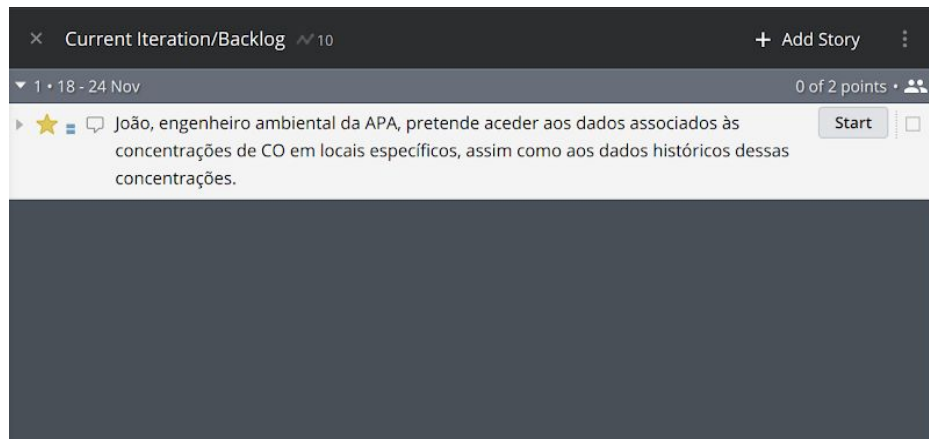 Current Iteration/Backlog 10 + Add Story
1 • 18 - 24 Nov 0 of 2 points •
João, engenheiro ambiental da APA, pretende aceder aos dados associados às Start
concentrações de CO em locais específicos, assim como aos dados históricos dessas
concentrações.